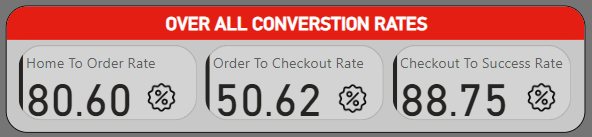 OVER ALL CONVERSTION RATES
Home To Order Rate
80.60 %
Order To Checkout Rate
50.62 %
Checkout To Success Rate
88.75 %